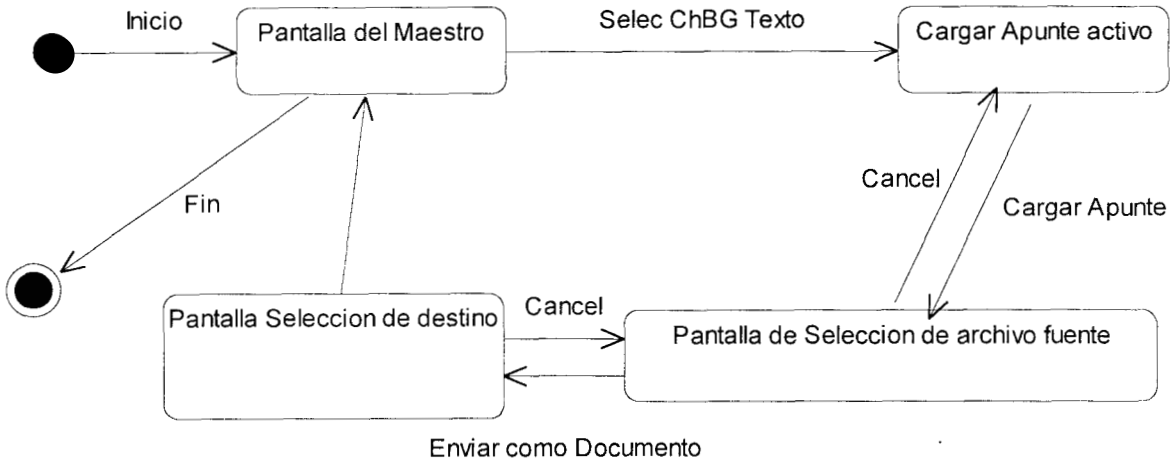 Inicio
Pantalla del Maestro
Selec ChBG Texto
Cargar Apunte activo
Fin
Cancel
Cargar Apunte
Pantalla Seleccion de destino
Cancel
Pantalla de Seleccion de archivo fuente
Enviar como Documento